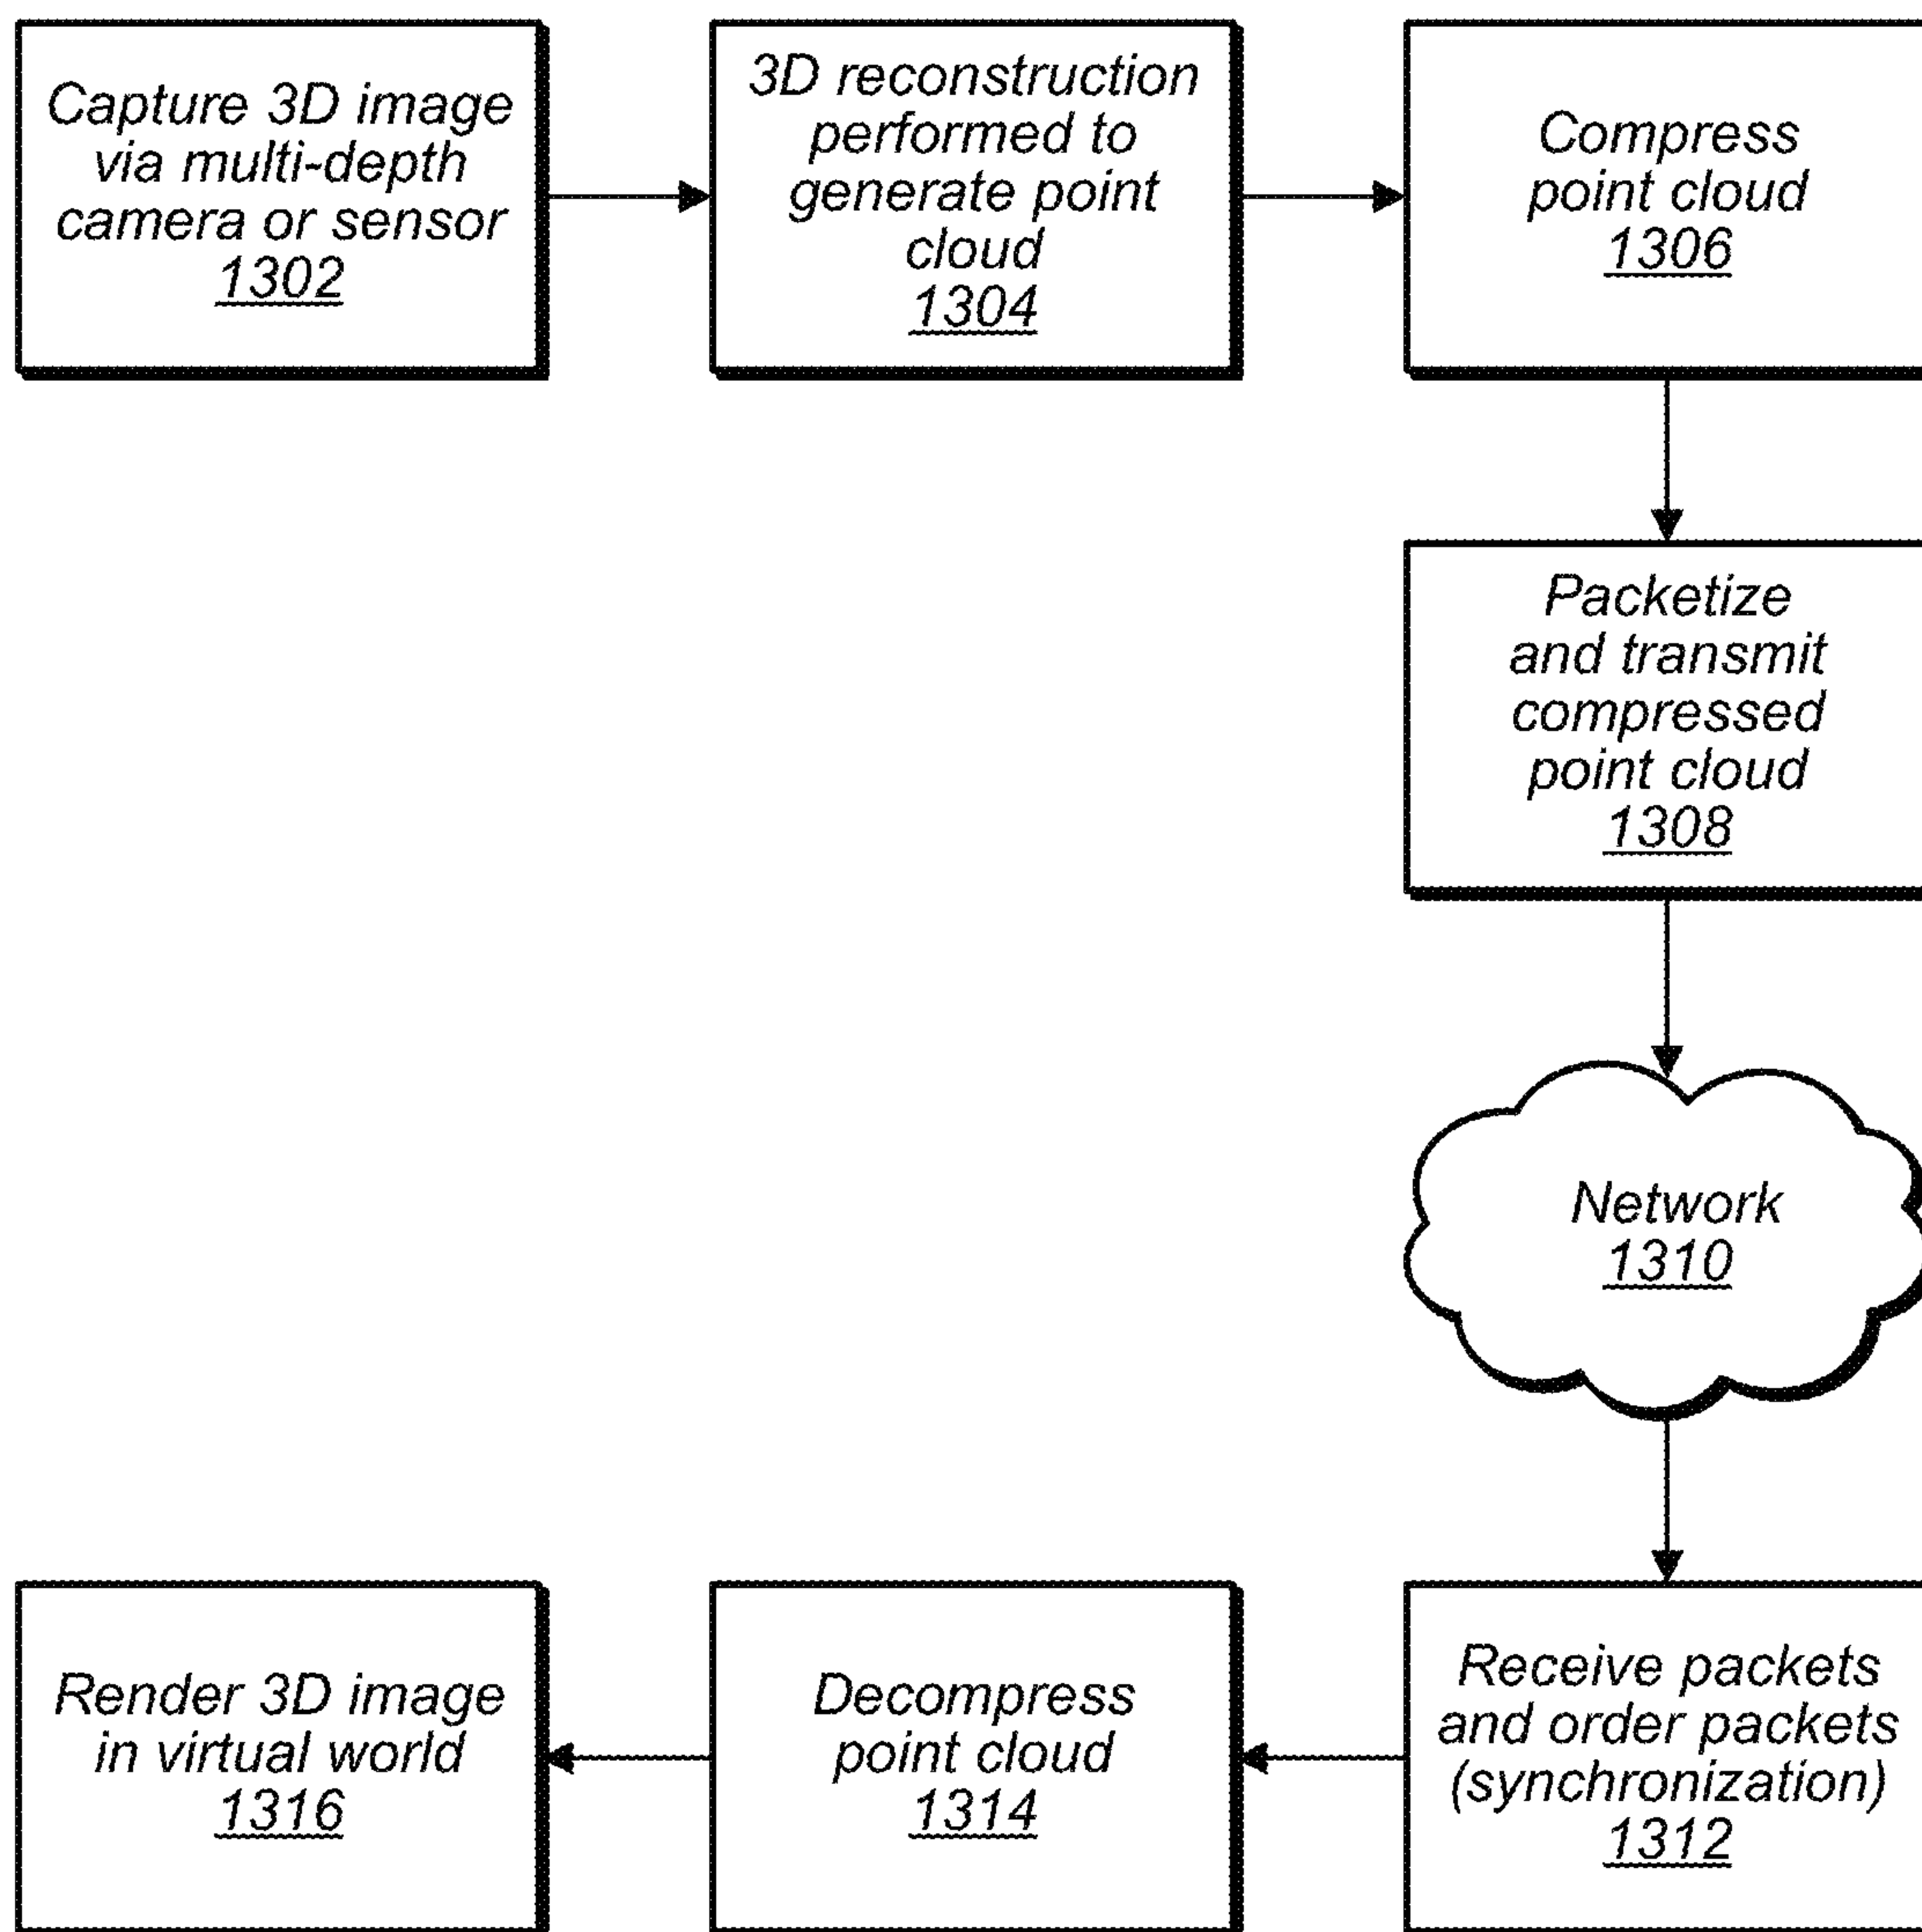 Capture 3D image
via multi-depth
camera or sensor
1302
3D reconstruction
performed to
generate point
cloud
1304
Compress
point cloud
1306
Packetize
and transmit
compressed
point cloud
1308
Network
1310
Receive packets
and order packets
(synchronization)
1312
Decompress
point cloud
1314
Render 3D image
in virtual world
1316